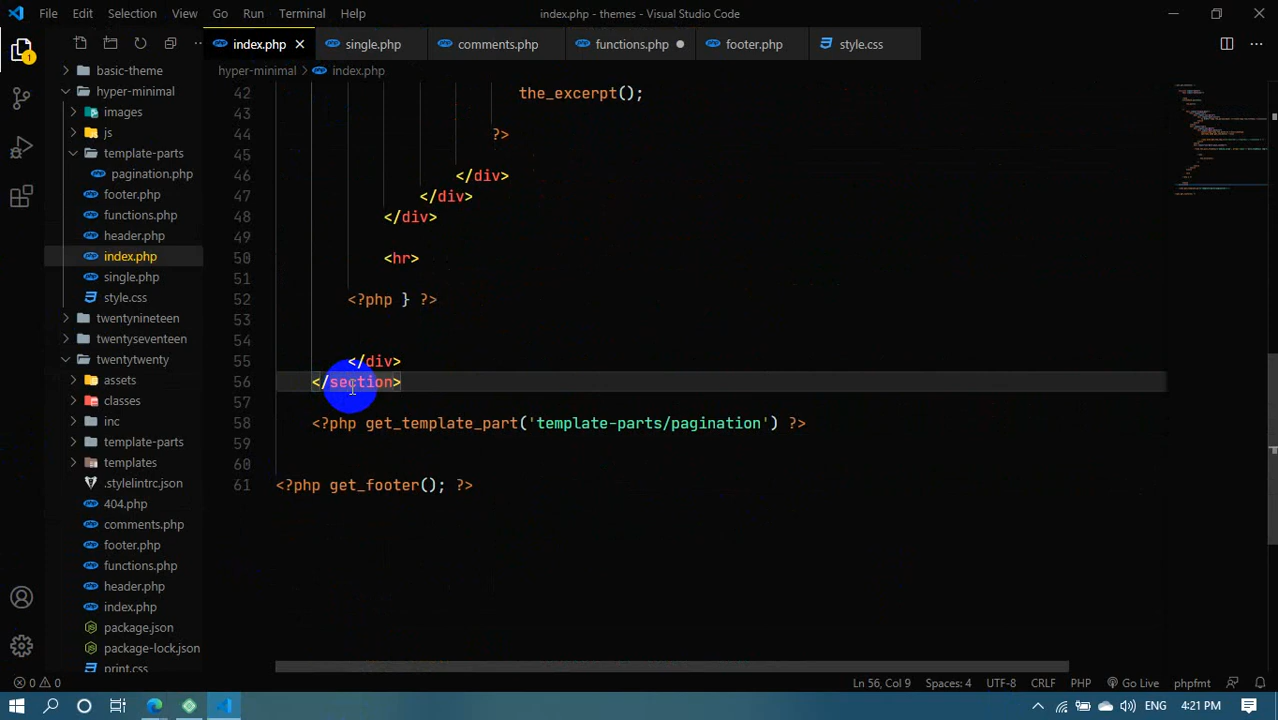 File Edit Selection View Go Run Terminal Help
index.php - themes - Visual Studio Code
index.php single.php comments.php functions.php footer.php style.css
hyper-minimal > index.php
1
basic-theme
hyper-minimal
images
js
template-parts
pagination.php
footer.php
functions.php
header.php
index.php
single.php
style.css
twentynineteen
twentyseventeen
twentytwenty
assets
classes
inc
template-parts
templates
.stylelintrc.json
404.php
comments.php
footer.php
functions.php
header.php
index.php
package.json
package-lock.json
print.css
42 the_excerpt();
43
44 ?>
45
46 </div>
47 </div>
48 </div>
49
50 <hr>
51
52 <?php } ?>
53
54
55 </div>
56 </section>
57
58 <?php get_template_part('template-parts/pagination') ?>
59
60
61 <?php get_footer(); ?>
0 0
Ln 56, Col 9 Spaces: 4 UTF-8 CRLF PHP Go Live phpfmt
ENG 4:21 PM